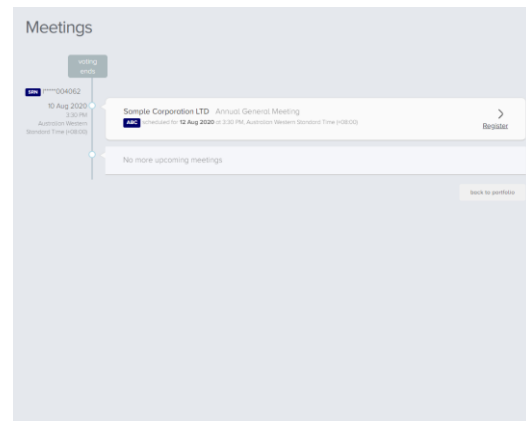 Meetings
voting
ends
SRN I*****004062
10 Aug 2020
2:30 PM
Australian Western
Standard Time (+08:00)
Sample Corporation LTD Annual General Meeting
ABC scheduled for 12 Aug 2020 at 2:30 PM, Australian Western Standard Time (+08:00)
Register
No more upcoming meetings
back to portfolio